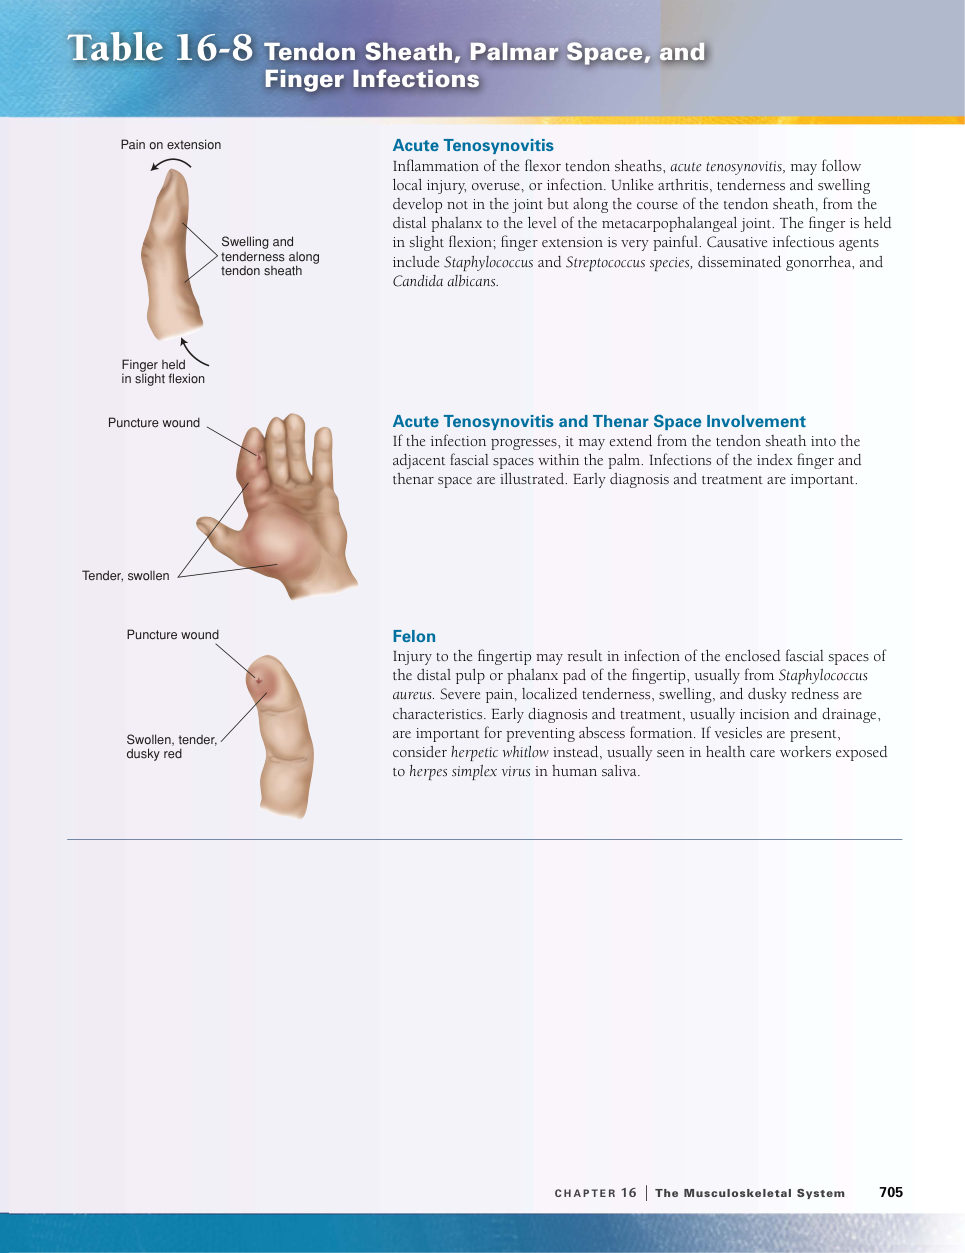 Table 16-8 Tendon Sheath, Palmar Space, and
Finger Infections
Pain on extension
Swelling and
tenderness along
tendon sheath
Finger held
in slight flexion
Acute Tenosynovitis
Inflammation of the flexor tendon sheaths, acute tenosynovitis, may follow
local injury, overuse, or infection. Unlike arthritis, tenderness and swelling
develop not in the joint but along the course of the tendon sheath, from the
distal phalanx to the level of the metacarpophalangeal joint. The finger is held
in slight flexion; finger extension is very painful. Causative infectious agents
include Staphylococcus and Streptococcus species, disseminated gonorrhea, and
Candida albicans.
Puncture wound
Tender, swollen
Acute Tenosynovitis and Thenar Space Involvement
If the infection progresses, it may extend from the tendon sheath into the
adjacent fascial spaces within the palm. Infections of the index finger and
thenar space are illustrated. Early diagnosis and treatment are important.
Puncture wound
Swollen, tender,
dusky red
Felon
Injury to the fingertip may result in infection of the enclosed fascial spaces of
the distal pulp or phalanx pad of the fingertip, usually from Staphylococcus
aureus. Severe pain, localized tenderness, swelling, and dusky redness are
characteristics. Early diagnosis and treatment, usually incision and drainage,
are important for preventing abscess formation. If vesicles are present,
consider herpetic whitlow instead, usually seen in health care workers exposed
to herpes simplex virus in human saliva.
CHAPTER 16 | The Musculoskeletal System 705